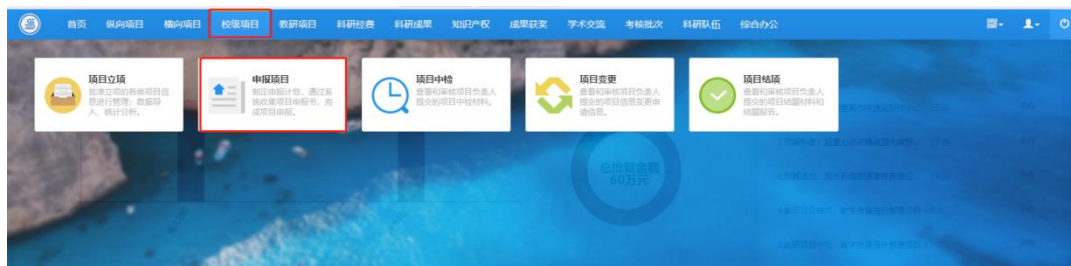 首页 纵向项目 横向项目 校级项目 教研项目 科研经费 科研成果 知识产权 成果获奖 学术交流 考核批次 科研队伍 综合办公
项目立项
批准立项的各类项目信
息进行管理；数据导
入、统计分析。
申报项目
制定申报计划，通过系
统收集项目申报书，完
成项目申报。
项目中检
查看和审核项目负责人
提交的项目中检材料。
项目变更
查看和审核项目负责人
提交的项目信息变更申
请信息。
项目结项
查看和审核项目负责人
提交的项目结题材料和
结题报告。
总批复金额
60万元